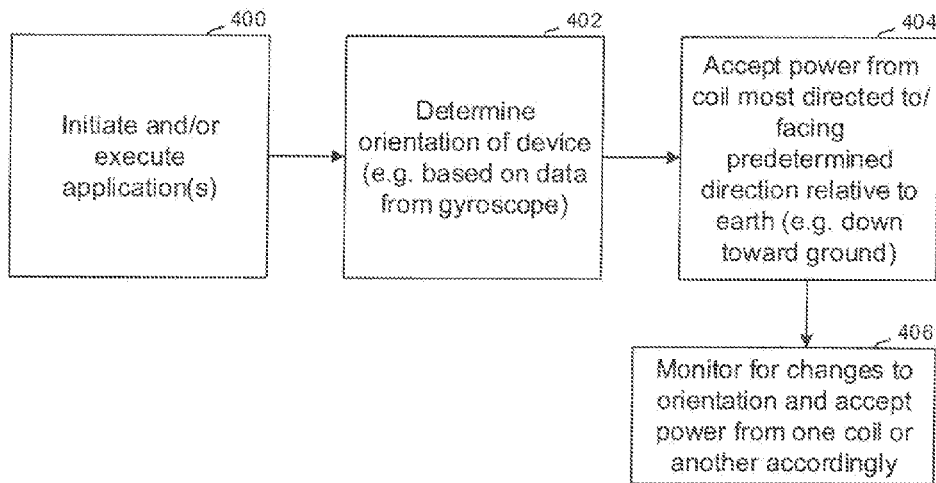 400
Initiate and/or
execute
application(s)
402
Determine
orientation of device
(e.g. based on data
from gyroscope)
404
Accept power from
coil most directed to/
facing
predetermined
direction relative to
earth (e.g. down
toward ground)
406
Monitor for changes to
orientation and accept
power from one coil or
another accordingly